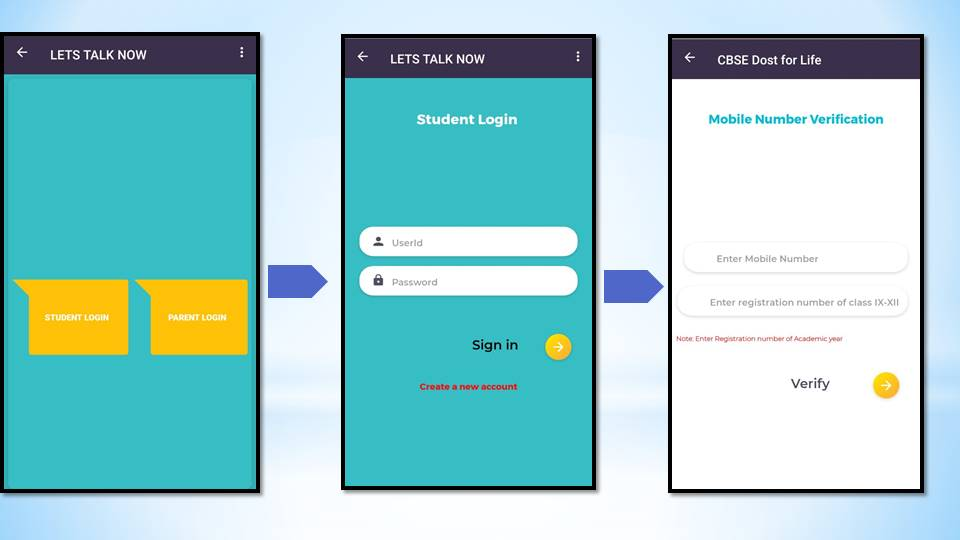 LETS TALK NOW
STUDENT LOGIN
PARENT LOGIN
LETS TALK NOW
Student Login
UserId
Password
Sign in
Create a new account
CBSE Dost for Life
Mobile Number Verification
Enter Mobile Number
Enter registration number of class IX-XII
Note: Enter Registration number of Academic year
Verify